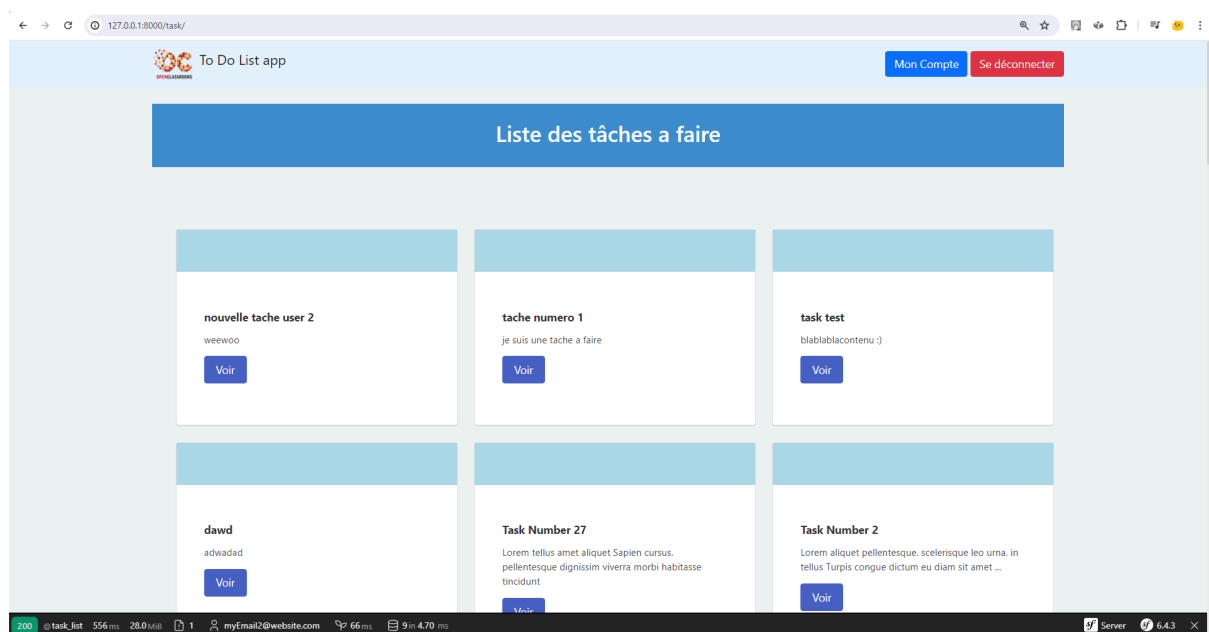 127.0.0.1:8000/task/
OPENCLASSROOMS
To Do List app
Mon Compte
Se déconnecter
Liste des tâches a faire
nouvelle tache user 2
weewoo
Voir
tache numero 1
je suis une tache a faire
Voir
task test
blablablacontenu :)
Voir
dawd
adwadad
Voir
Task Number 27
Lorem tellus amet aliquet Sapien cursus.
pellentesque dignissim viverra morbi habitasse
tincidunt
Voir
Task Number 2
Lorem aliquet pellentesque. scelerisque leo urna. in
tellus Turpis congue dictum eu diam sit amet ...
Voir
200 @task_list 556 ms 28.0 MiB 1 myEmail2@website.com 66 ms 9 in 4.70 ms sf Server sf 6.4.3